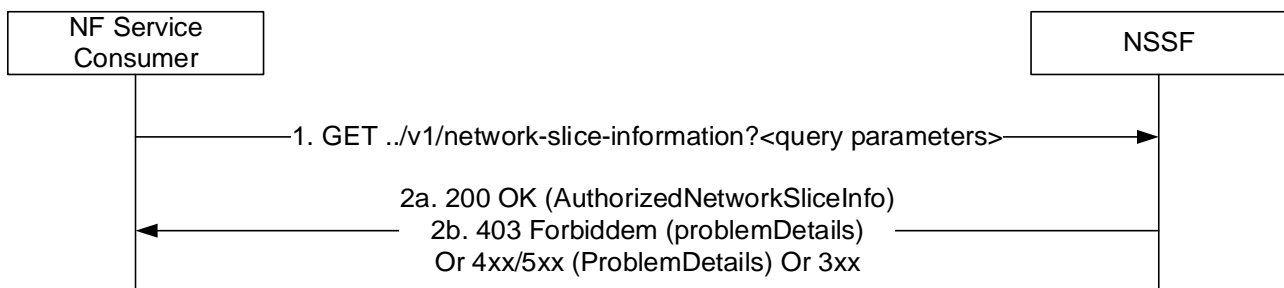 NF Service
Consumer
NSSF
1. GET ../v1/network-slice-information?<query parameters>
2a. 200 OK (AuthorizedNetworkSliceInfo)
2b. 403 Forbiddem (problemDetails)
Or 4xx/5xx (ProblemDetails) Or 3xx